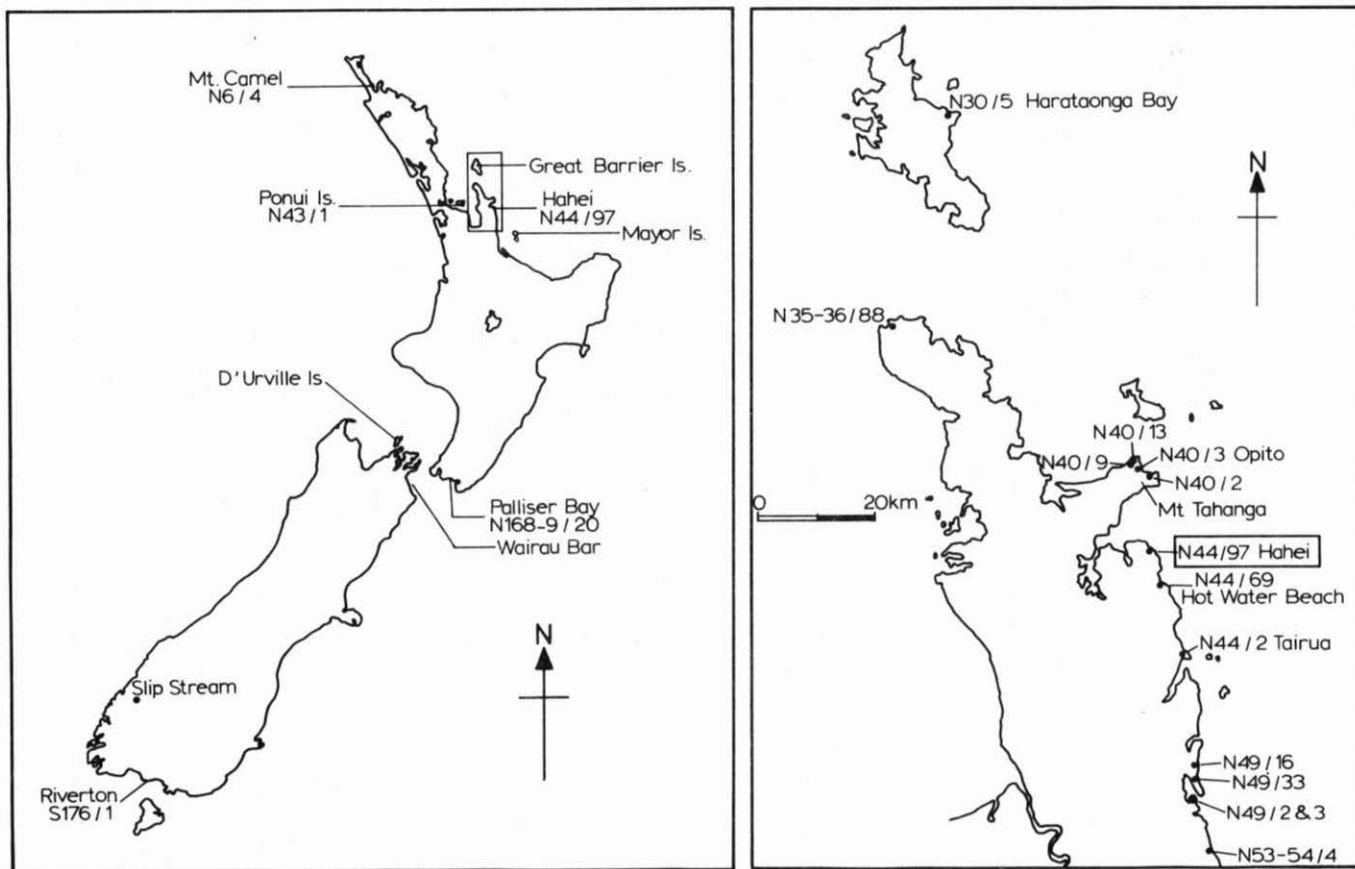 Mt. Camel
N6/4
Great Barrier Is.
Ponui Is.
N43/1
Hahei
N44/97
Mayor Is.
D'Urville Is.
Palliser Bay
N168-9/20
Wairau Bar
N
Slip Stream
Riverton
S176/1
N30/5 Harataonga Bay
N
N35-36/88
N40/13
N40/9
N40/3 Opito
N40/2
Mt Tahanga
0 20km
N44/97 Hahei
N44/69
Hot Water Beach
N44/2 Tairua
N49/16
N49/33
N49/2&3
N53-54/4